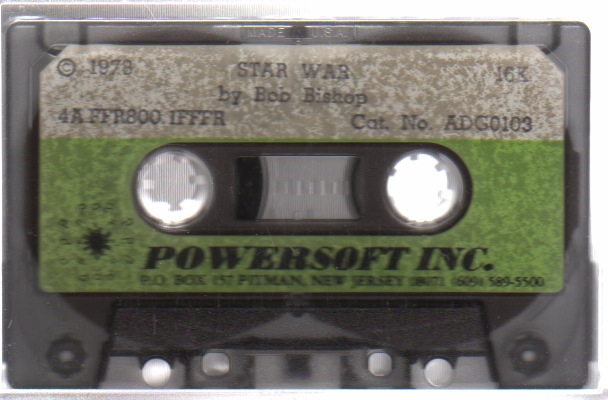 MADE IN U.S.A.
© 1978 STAR WAR 16K
by Bob Bishop
4A.FFR800.1FFFR Cat. No. ADG0103
POWERSOFT INC.
P.O. BOX 157 PITMAN, NEW JERSEY 08071 (609) 589-5500